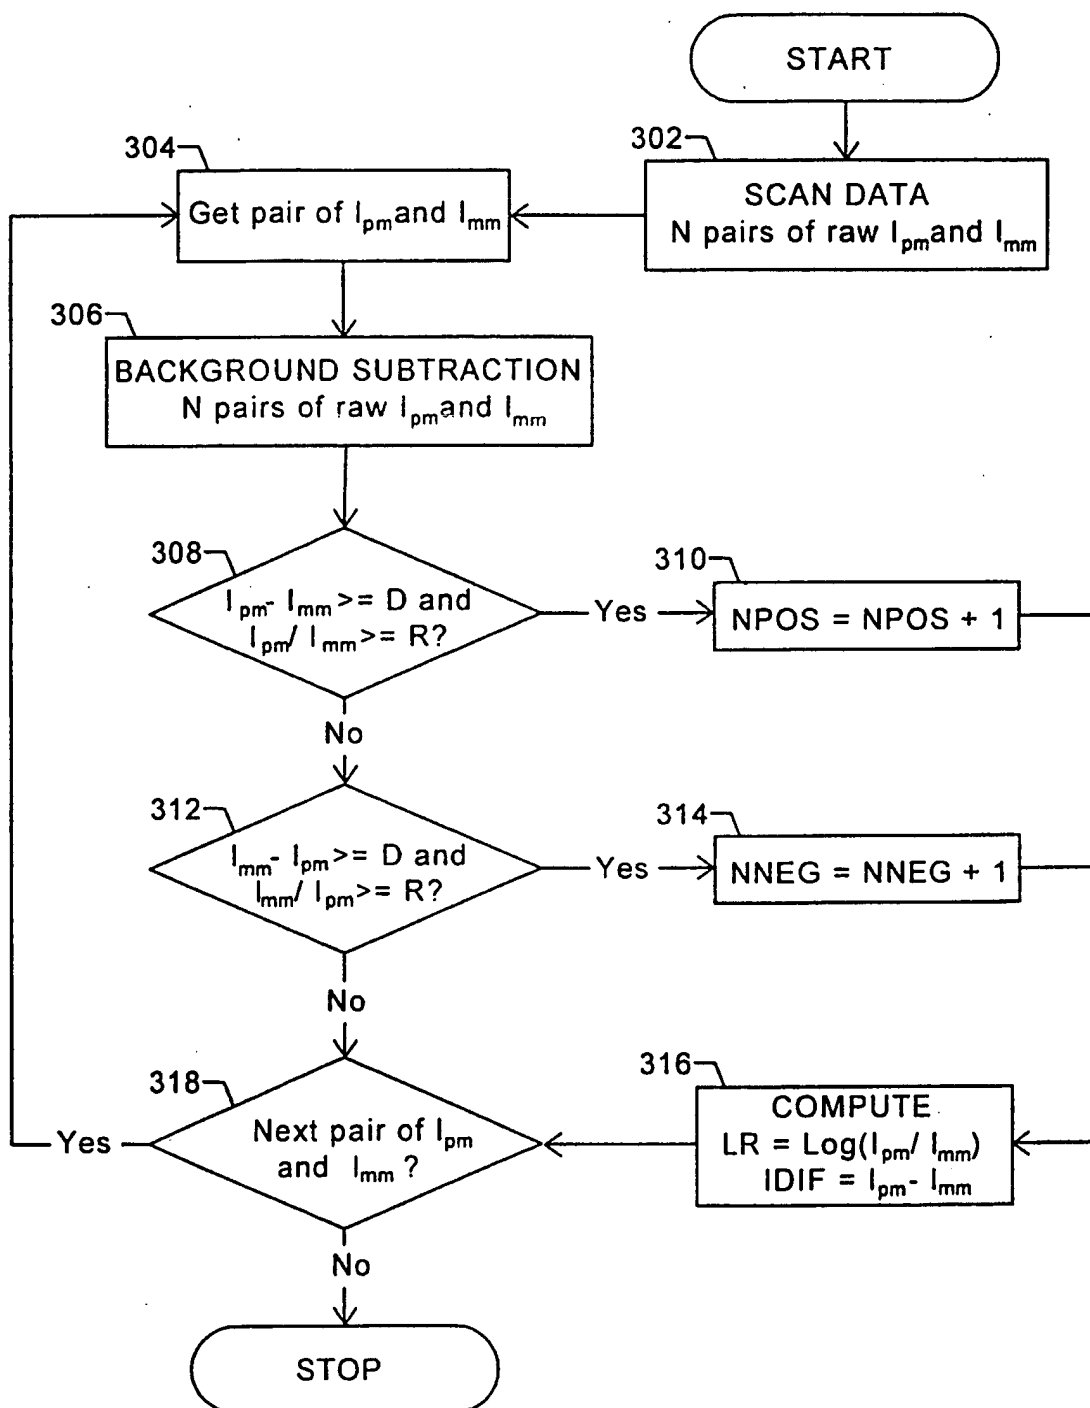 START
302
SCAN DATA
N pairs of raw Ipm and Imm
304
Get pair of Ipm and Imm
306
BACKGROUND SUBTRACTION
N pairs of raw Ipm and Imm
308
Ipm - Imm >= D and
Ipm / Imm >= R?
Yes
310
NPOS = NPOS + 1
No
312
Imm - Ipm >= D and
Imm / Ipm >= R?
Yes
314
NNEG = NNEG + 1
No
316
COMPUTE
LR = Log(Ipm / Imm)
IDIF = Ipm - Imm
318
Next pair of Ipm
and Imm ?
Yes
No
STOP